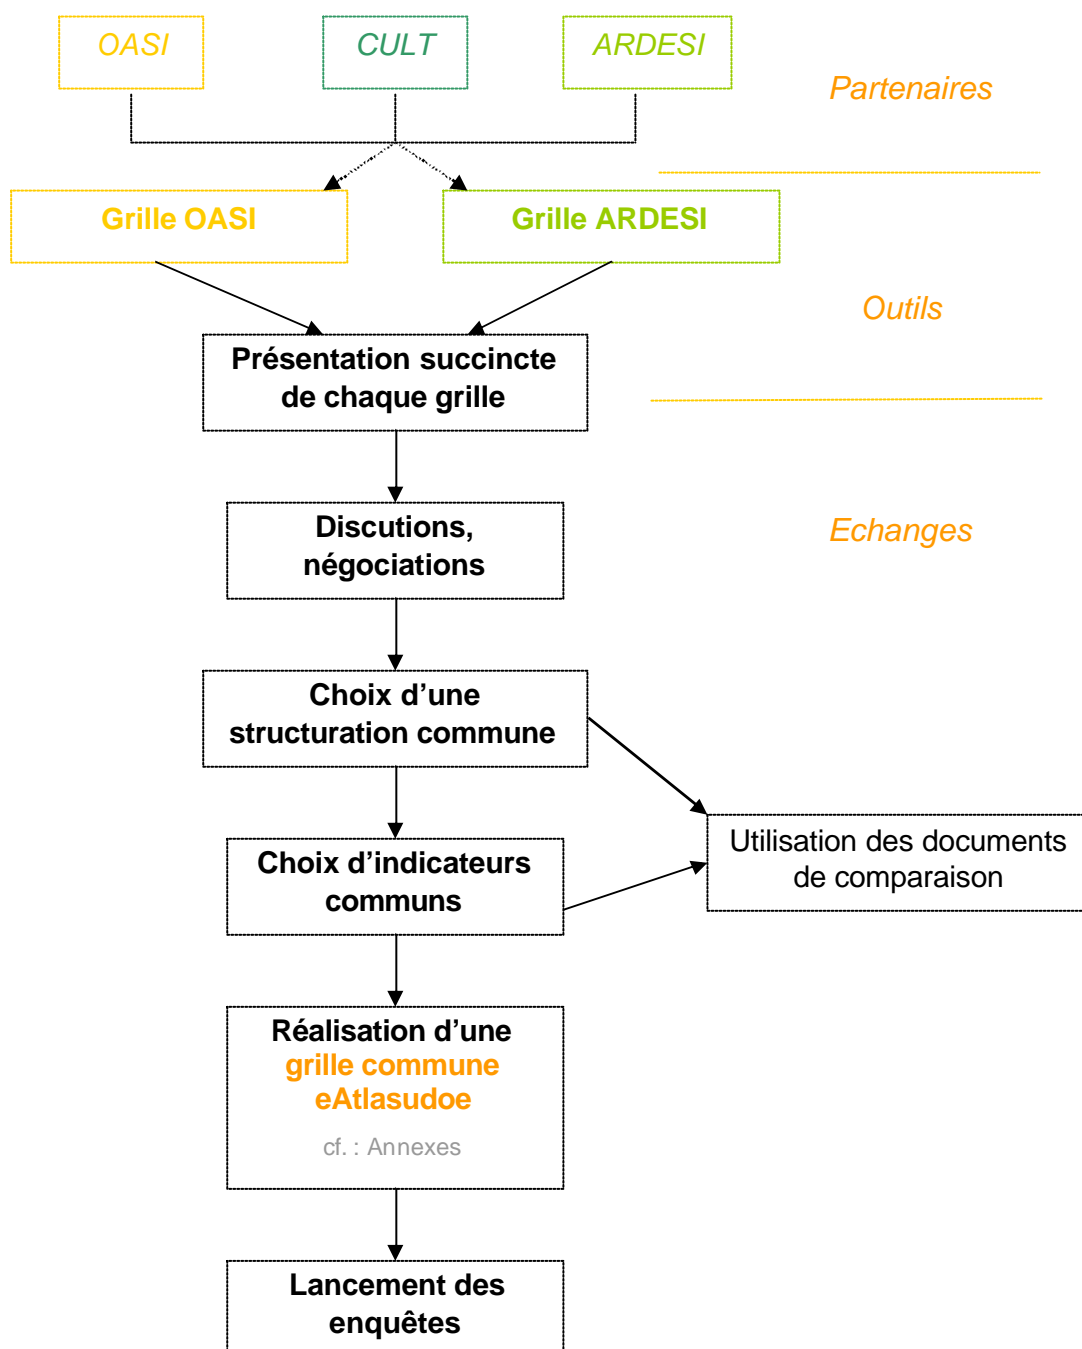 OASI
CULT
ARDESI
Partenaires
Grille OASI
Grille ARDESI
Outils
Présentation succincte
de chaque grille
Discutions,
négociations
Echanges
Choix d’une
structuration commune
Utilisation des documents
de comparaison
Choix d’indicateurs
communs
Réalisation d’une
grille commune
eAtlasudoe
cf. : Annexes
Lancement des
enquêtes